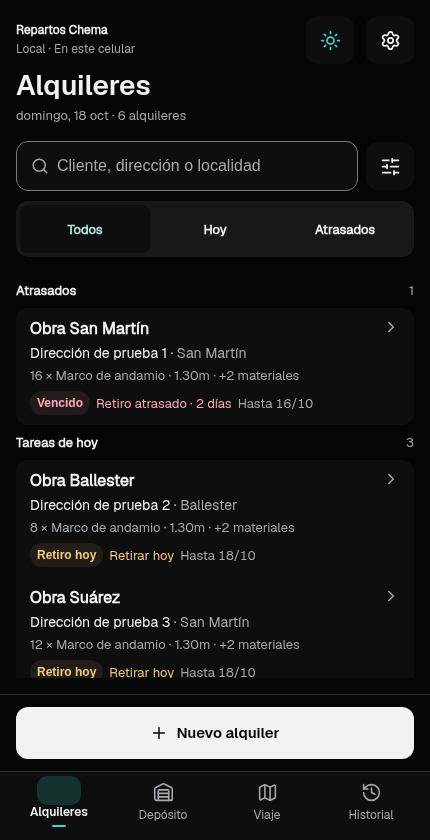 Repartos Chema
Local · En este celular
Alquileres
domingo, 18 oct · 6 alquileres
Cliente, dirección o localidad
Todos
Hoy
Atrasados
Atrasados 1
Obra San Martín
Dirección de prueba 1 · San Martín
16 × Marco de andamio · 1.30m · +2 materiales
Vencido Retiro atrasado · 2 días Hasta 16/10
Tareas de hoy 3
Obra Ballester
Dirección de prueba 2 · Ballester
8 × Marco de andamio · 1.30m · +2 materiales
Retiro hoy Retirar hoy Hasta 18/10
Obra Suárez
Dirección de prueba 3 · San Martín
12 × Marco de andamio · 1.30m · +2 materiales
Retiro hoy Retirar hoy Hasta 18/10
+ Nuevo alquiler
Alquileres
Depósito
Viaje
Historial